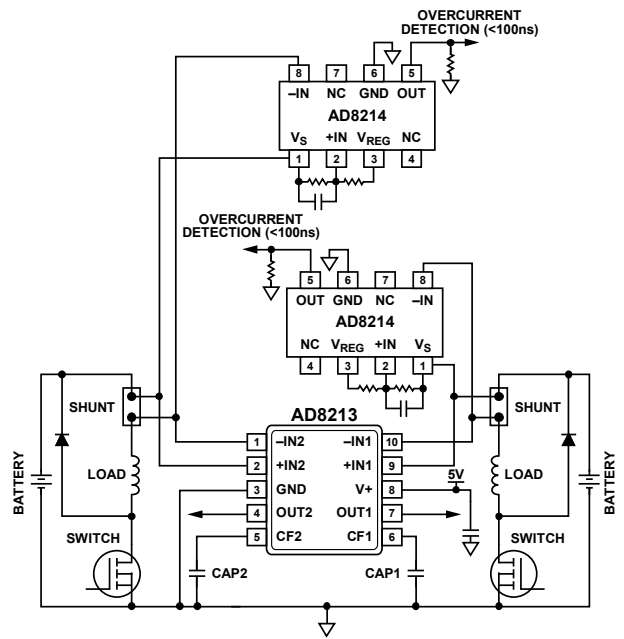 OVERCURRENT
DETECTION (<100ns)
8 7 6 5
–IN NC GND OUT
AD8214
VS +IN VREG NC
1 2 3 4
OVERCURRENT
DETECTION (<100ns)
5 6 7 8
OUT GND NC –IN
AD8214
NC VREG +IN VS
4 3 2 1
AD8213
SHUNT
SHUNT
1 –IN2 –IN1 10
2 +IN2 +IN1 9
LOAD
LOAD
BATTERY
BATTERY
5V
3 GND V+ 8
4 OUT2 OUT1 7
SWITCH
SWITCH
5 CF2 CF1 6
CAP2
CAP1